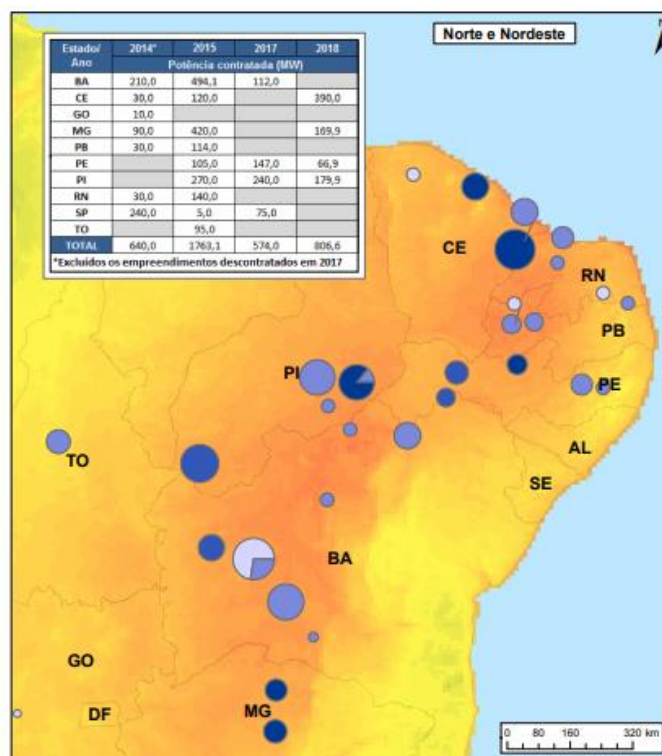 Norte e Nordeste
Estado/ Ano 2014* 2015 2017 2018
Potência contratada (MW)
BA 210,0 494,1 112,0
CE 30,0 120,0 390,0
GO 10,0
MG 90,0 420,0 169,9
PB 30,0 114,0
PE 105,0 147,0 66,9
PI 270,0 240,0 179,9
RN 30,0 140,0
SP 240,0 5,0 75,0
TO 95,0
TOTAL 640,0 1763,1 574,0 806,6
*Excluídos os empreendimentos descontratados em 2017
CE
RN
PB
PI
PE
AL
TO
SE
BA
GO
DF
MG
0 80 160 320 km